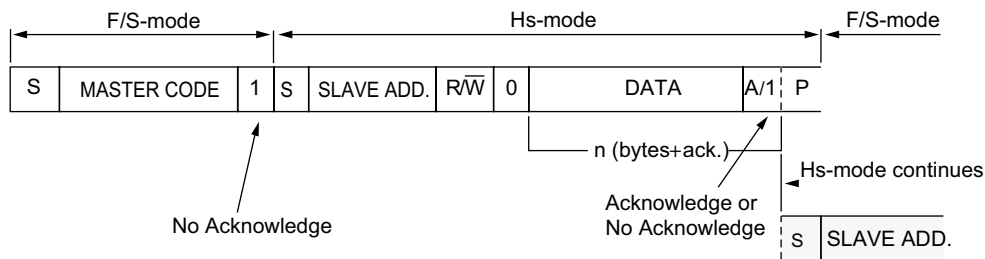 F/S-mode Hs-mode F/S-mode
S MASTER CODE 1 S SLAVE ADD. R/W̅ 0 DATA A/1 P
n (bytes+ack.)
Hs-mode continues
No Acknowledge
Acknowledge or
No Acknowledge
S SLAVE ADD.